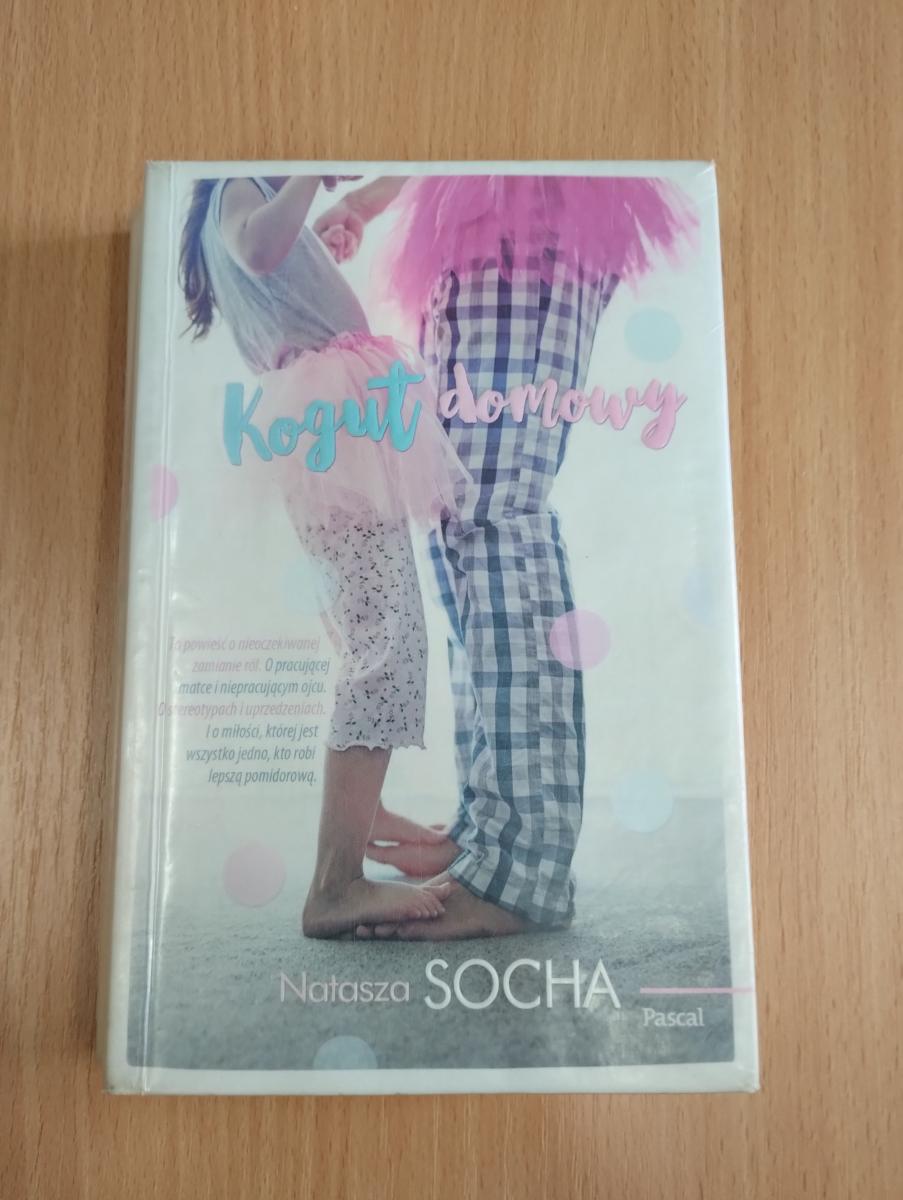 Kogut domowy
To powieść o nieoczekiwanej
zamianie ról. O pracującej
matce i niepracującym ojcu.
O stereotypach i uprzedzeniach.
I o miłości, której jest
wszystko jedno, kto robi
lepszą pomidorową.
Natasza SOCHA
Pascal